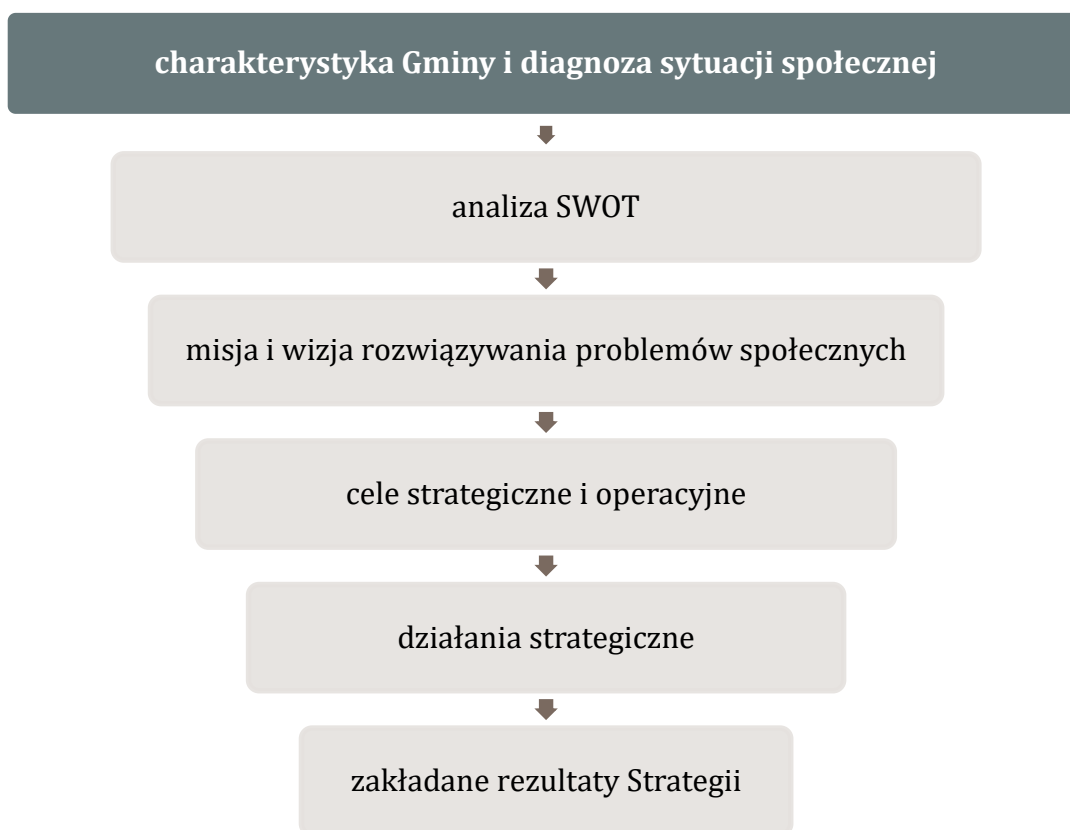 charakterystyka Gminy i diagnoza sytuacji społecznej
analiza SWOT
misja i wizja rozwiązywania problemów społecznych
cele strategiczne i operacyjne
działania strategiczne
zakładane rezultaty Strategii